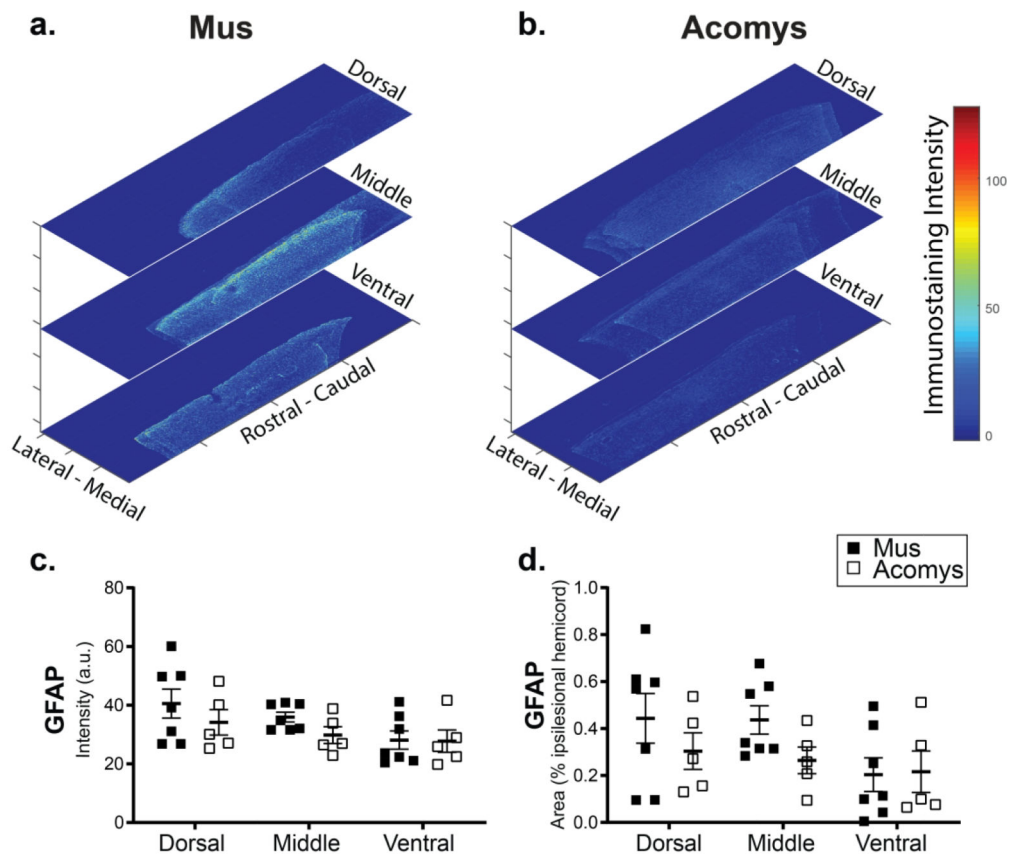 a.
Mus
Dorsal
Middle
Ventral
Rostral - Caudal
Lateral - Medial
b.
Acomys
Dorsal
Middle
Ventral
Rostral - Caudal
Lateral - Medial
Immunostaining Intensity
100
50
0
c.
GFAP
Intensity (a.u.)
80
60
40
20
0
Dorsal Middle Ventral
d.
Mus
Acomys
GFAP
Area (% ipsilesional hemicord)
1.0
0.8
0.6
0.4
0.2
0.0
Dorsal Middle Ventral